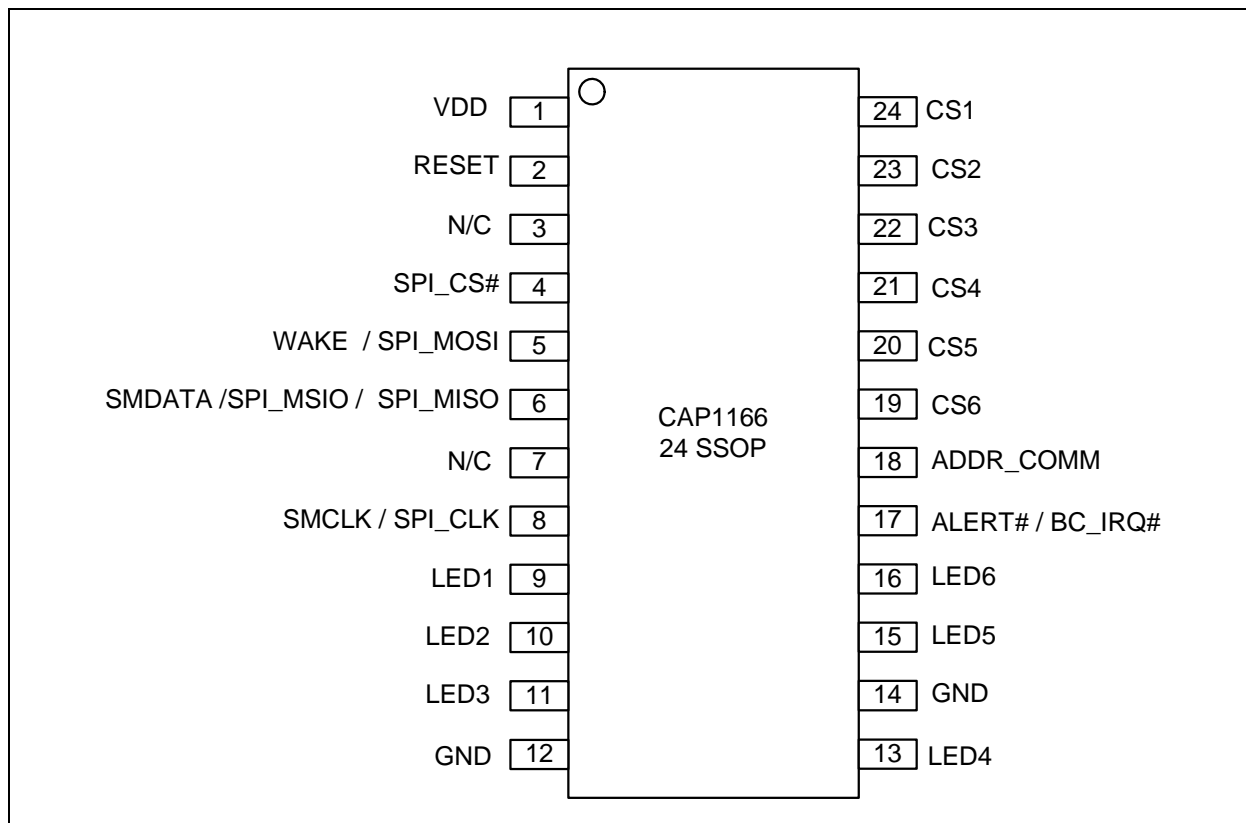 VDD 1
RESET 2
N/C 3
SPI_CS# 4
WAKE / SPI_MOSI 5
SMDATA /SPI_MSIO / SPI_MISO 6
N/C 7
SMCLK / SPI_CLK 8
LED1 9
LED2 10
LED3 11
GND 12
CAP1166
24 SSOP
24 CS1
23 CS2
22 CS3
21 CS4
20 CS5
19 CS6
18 ADDR_COMM
17 ALERT# / BC_IRQ#
16 LED6
15 LED5
14 GND
13 LED4